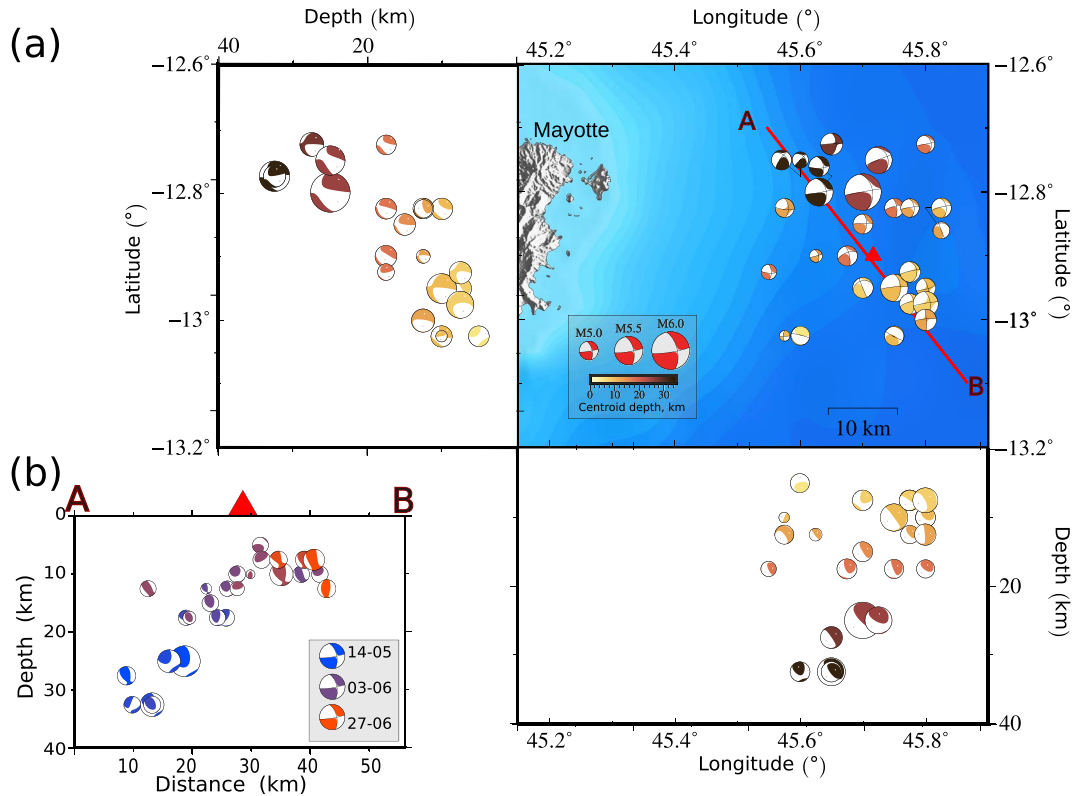 (a)
Depth (km)
40 20
Longitude (°)
45.2° 45.4° 45.6° 45.8°
−12.6° −12.6°
−12.8° −12.8°
−13° −13°
−13.2° −13.2°
Latitude (°)
Latitude (°)
Mayotte
A
B
M5.0 M5.5 M6.0
0 10 20 30
Centroid depth, km
10 km
(b)
A B
0
10
20
30
40
Depth (km)
14-05
03-06
27-06
10 20 30 40 50
Distance (km)
20
40
Depth (km)
45.2° 45.4° 45.6° 45.8°
Longitude (°)